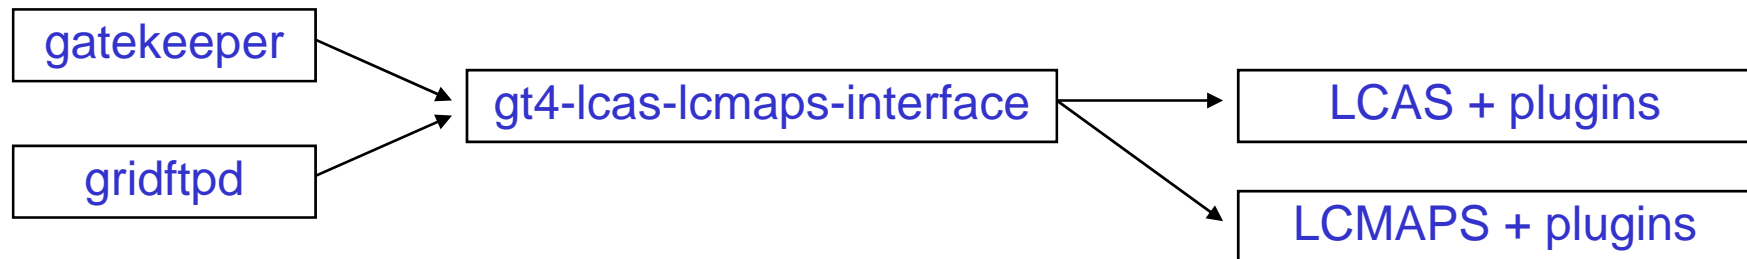 gatekeeper
gridftpd
gt4-lcas-lcmaps-interface
LCAS + plugins
LCMAPS + plugins